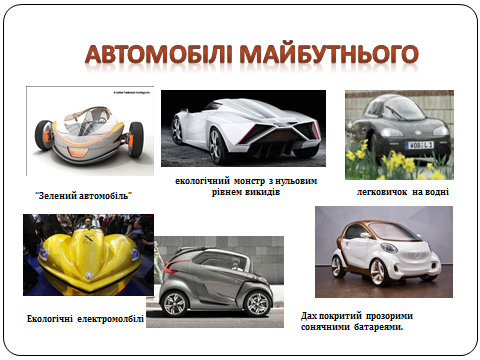 АВТОМОБІЛІ МАЙБУТНЬОГО
"Зелений автомобіль"
екологічний монстр з нульовим
рівнем викидів
легковичок на водні
Екологічні електромолбілі
Дах покритий прозорими
сонячними батареями.